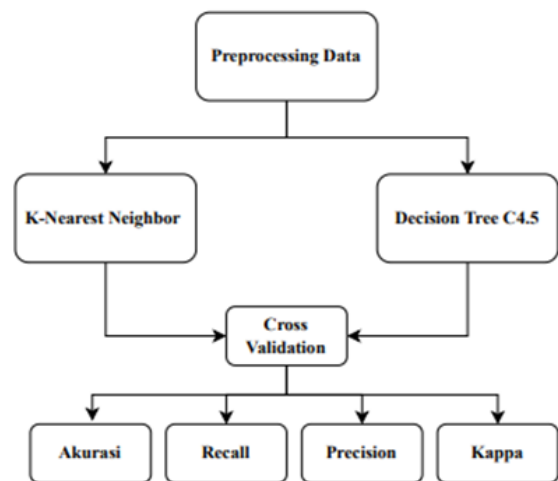 Preprocessing Data
K-Nearest Neighbor
Decision Tree C4.5
Cross
Validation
Akurasi
Recall
Precision
Kappa